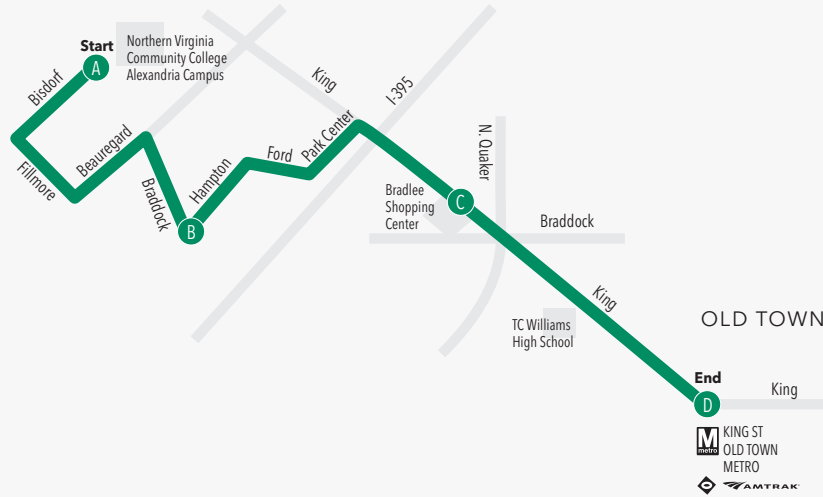 Start
A
Northern Virginia
Community College
Alexandria Campus
Bisdorf
King
I-395
Fillmore
Beauregard
Braddock
B
Hampton
Ford
Park Center
N. Quaker
Bradlee
Shopping
Center
C
Braddock
King
TC Williams
High School
OLD TOWN
End
D
King
M
metro
KING ST
OLD TOWN
METRO
AMTRAK